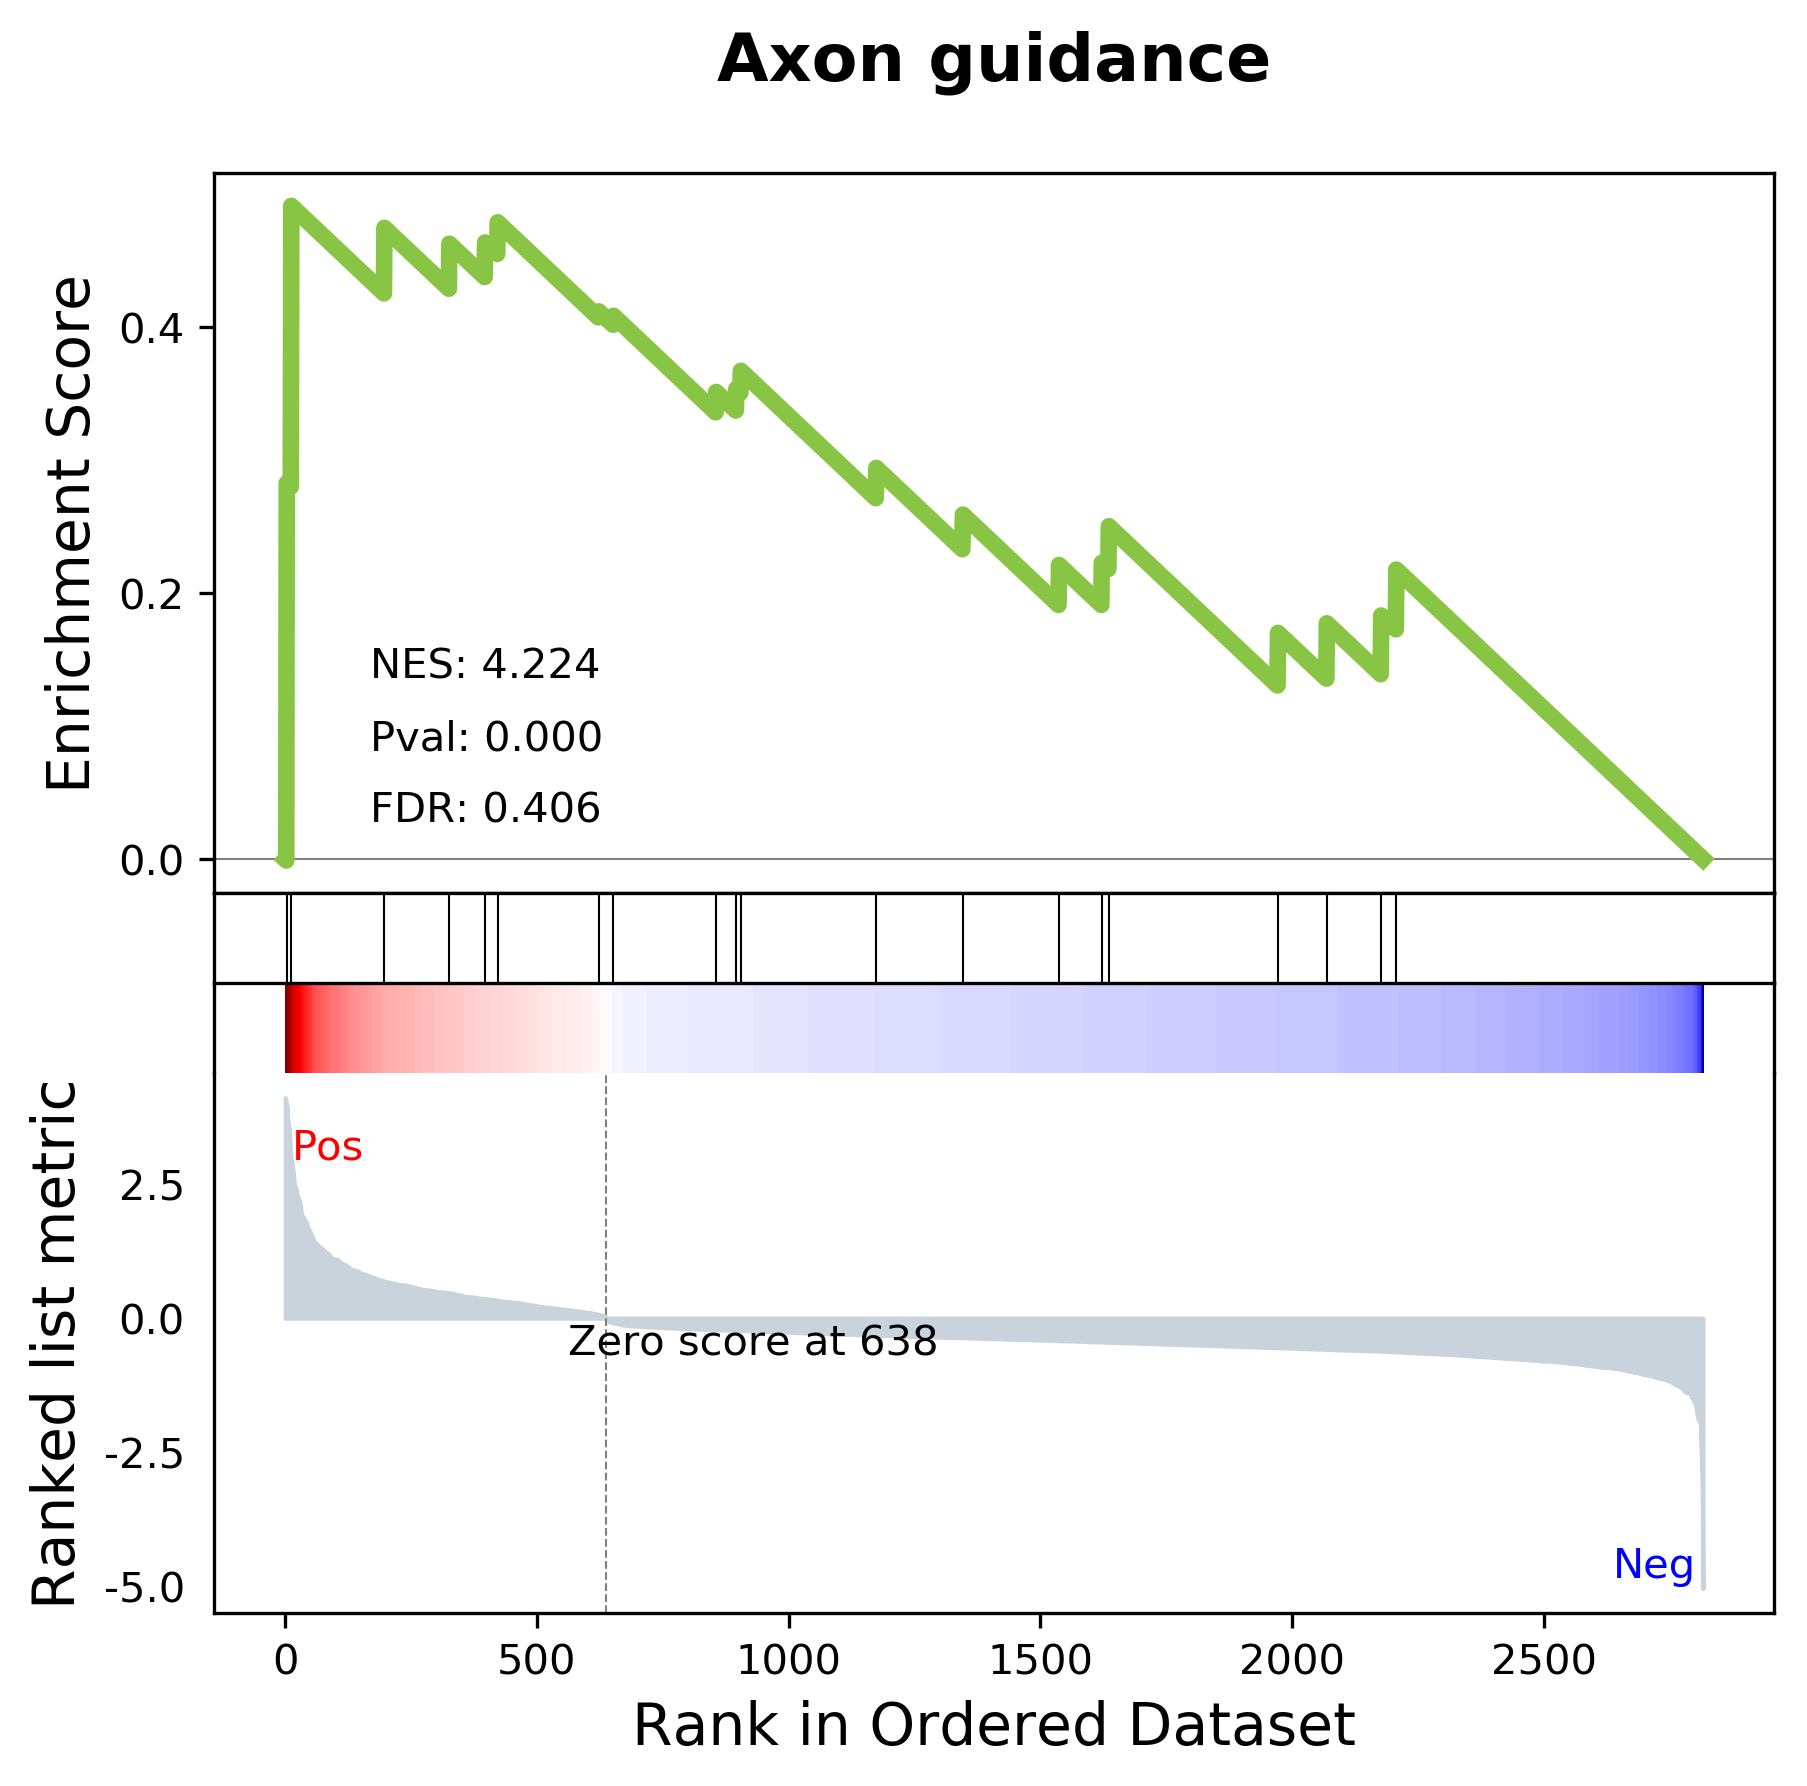 Axon guidance
Enrichment Score
0.4
0.2
0.0
NES: 4.224
Pval: 0.000
FDR: 0.406
Ranked list metric
Pos
2.5
0.0
Zero score at 638
-2.5
-5.0
Neg
0 500 1000 1500 2000 2500
Rank in Ordered Dataset